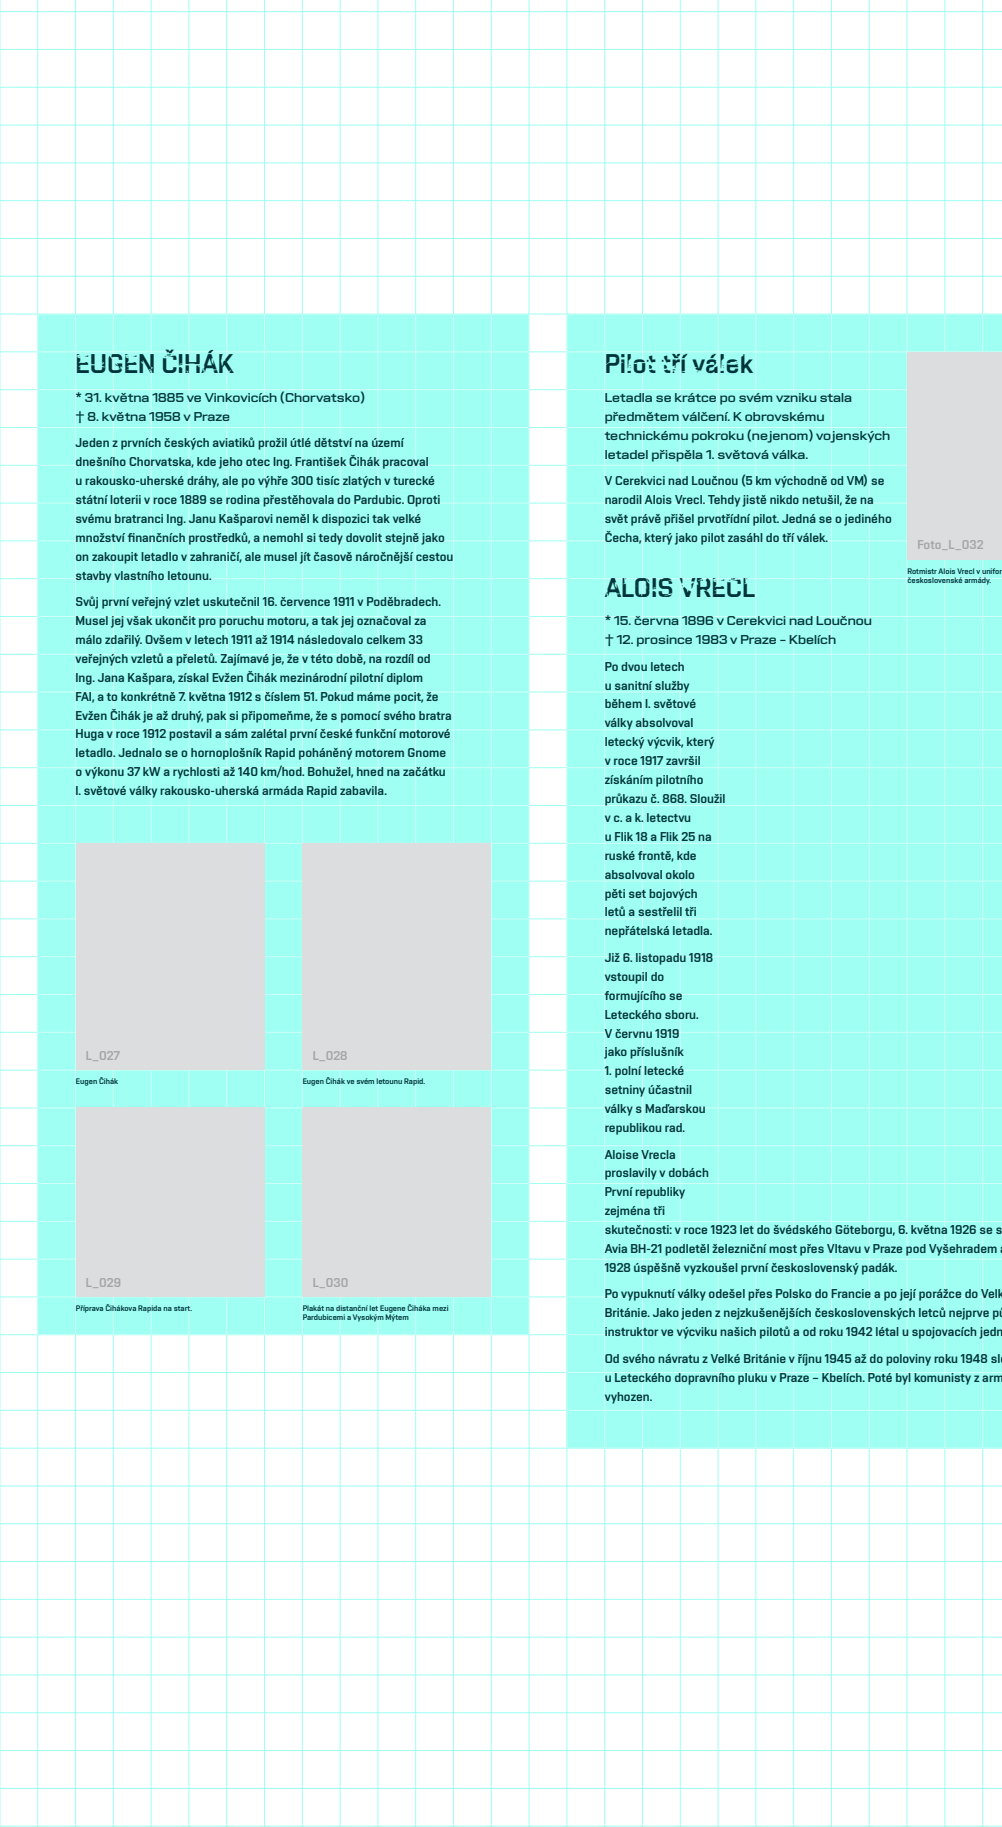 EUGEN ČIHÁK
* 31. května 1885 ve Vinkovicích (Chorvatsko)
† 8. května 1958 v Praze
Jeden z prvních českých aviatiků prožil útlé dětství na území
dnešního Chorvatska, kde jeho otec Ing. František Čihák pracoval
u rakousko-uherské dráhy, ale po výhře 300 tisíc zlatých v turecké
státní loterii v roce 1889 se rodina přestěhovala do Pardubic. Oproti
svému bratranci Ing. Janu Kašparovi neměl k dispozici tak velké
množství finančních prostředků, a nemohl si tedy dovolit stejně jako
on zakoupit letadlo v zahraničí, ale musel jít časově náročnější cestou
stavby vlastního letounu.
Svůj první veřejný vzlet uskutečnil 16. července 1911 v Poděbradech.
Musel jej však ukončit pro poruchu motoru, a tak jej označoval za
málo zdařilý. Ovšem v letech 1911 až 1914 následovalo celkem 33
veřejných vzletů a přeletů. Zajímavé je, že v této době, na rozdíl od
Ing. Jana Kašpara, získal Evžen Čihák mezinárodní pilotní diplom
FAI, a to konkrétně 7. května 1912 s číslem 51. Pokud máme pocit, že
Evžen Čihák je až druhý, pak si připomeňme, že s pomocí svého bratra
Huga v roce 1912 postavil a sám zalétal první české funkční motorové
letadlo. Jednalo se o hornoplošník Rapid poháněný motorem Gnome
o výkonu 37 kW a rychlosti až 140 km/hod. Bohužel, hned na začátku
I. světové války rakousko-uherská armáda Rapid zabavila.
L_027
L_028
Eugen Čihák
Eugen Čihák ve svém letounu Rapid.
L_029
L_030
Příprava Čihákova Rapida na start.
Plakát na distanční let Eugene Čiháka mezi
Pardubicemi a Vysokým Mýtem
Pilot tří válek
Letadla se krátce po svém vzniku stala
předmětem válčení. K obrovskému
technickému pokroku (nejenom) vojenských
letadel přispěla 1. světová válka.
V Cerekvici nad Loučnou (5 km východně od VM) se
narodil Alois Vrecl. Tehdy jistě nikdo netušil, že na
svět právě přišel prvotřídní pilot. Jedná se o jediného
Čecha, který jako pilot zasáhl do tří válek.
Foto_L_032
Rotmistr Alois Vrecl v unifor
československé armády.
ALOIS VRECL
* 15. června 1896 v Cerekvici nad Loučnou
† 12. prosince 1983 v Praze – Kbelích
Po dvou letech
u sanitní služby
během I. světové
války absolvoval
letecký výcvik, který
v roce 1917 završil
získáním pilotního
průkazu č. 868. Sloužil
v c. a k. letectvu
u Flik 18 a Flik 25 na
ruské frontě, kde
absolvoval okolo
pěti set bojových
letů a sestřelil tři
nepřátelská letadla.
Již 6. listopadu 1918
vstoupil do
formujícího se
Leteckého sboru.
V červnu 1919
jako příslušník
1. polní letecké
setniny účastnil
války s Maďarskou
republikou rad.
Aloise Vrecla
proslavily v dobách
První republiky
zejména tři
skutečnosti: v roce 1923 let do švédského Göteborgu, 6. května 1926 se s
Avia BH-21 podletěl železniční most přes Vltavu v Praze pod Vyšehradem a
1928 úspěšně vyzkoušel první československý padák.
Po vypuknutí války odešel přes Polsko do Francie a po její porážce do Velk
Británie. Jako jeden z nejzkušenějších československých letců nejprve pů
instruktor ve výcviku našich pilotů a od roku 1942 létal u spojovacích jedn
Od svého návratu z Velké Británie v říjnu 1945 až do poloviny roku 1948 slo
u Leteckého dopravního pluku v Praze – Kbelích. Poté byl komunisty z arm
vyhozen.